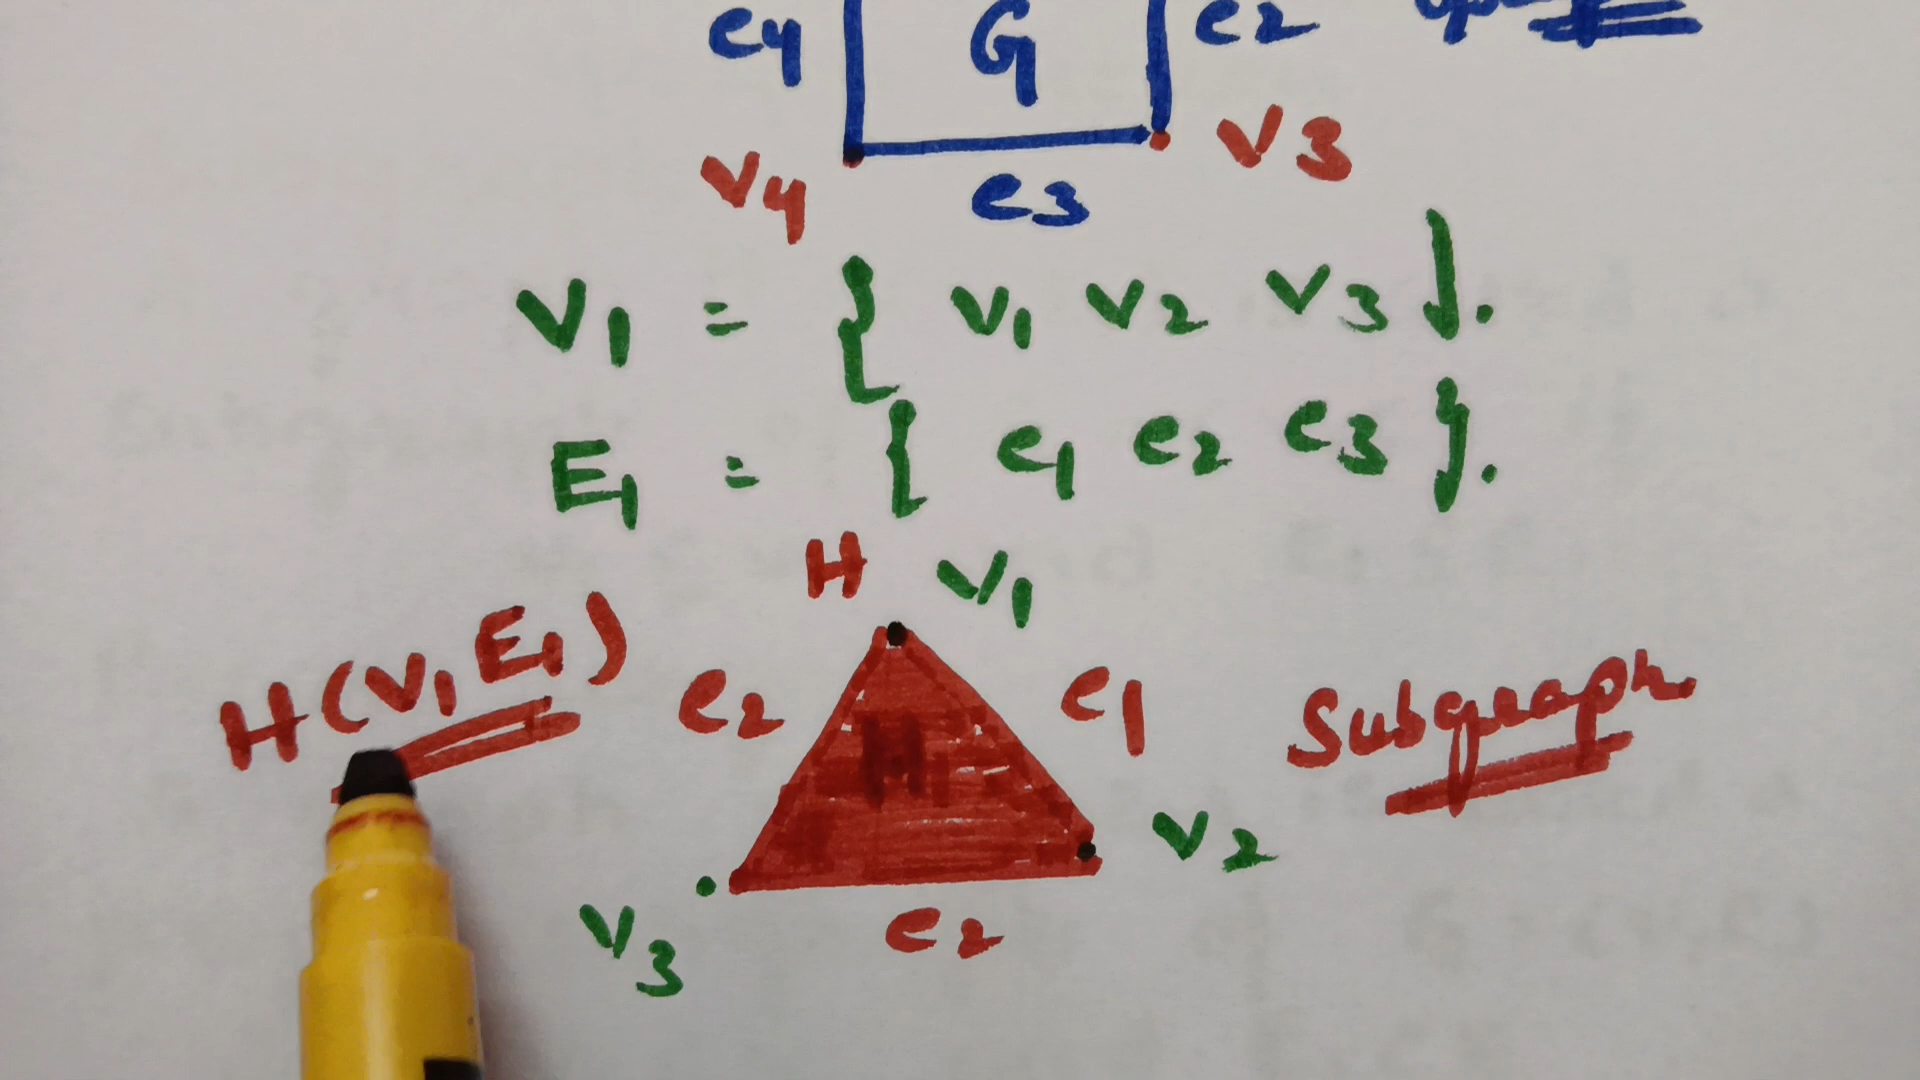 e4 G e2
v4 v3
e3
V1 = { v1 v2 v3 }.
E1 = { e1 e2 e3 }.
H v1
H(V1 E1) e2 e1 Subgraph
H
v2
v3 e2